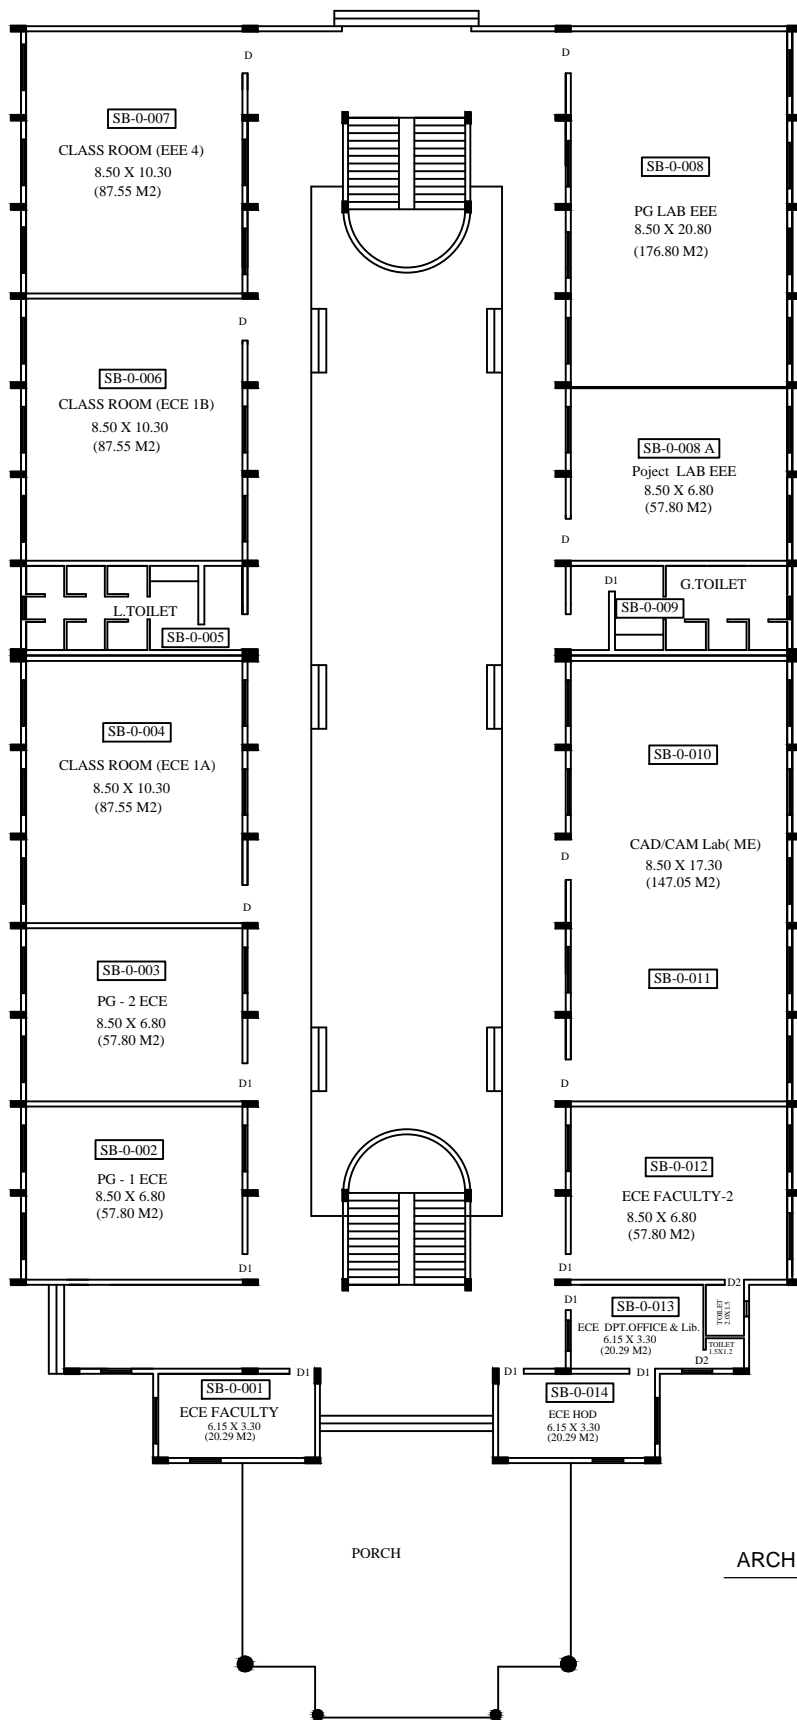 D
D
SB-0-007
CLASS ROOM (EEE 4)
8.50 X 10.30
(87.55 M2)
SB-0-008
PG LAB EEE
8.50 X 20.80
(176.80 M2)
D
SB-0-006
CLASS ROOM (ECE 1B)
8.50 X 10.30
(87.55 M2)
SB-0-008 A
Poject LAB EEE
8.50 X 6.80
(57.80 M2)
D
D1
G.TOILET
SB-0-009
L.TOILET
SB-0-005
SB-0-004
CLASS ROOM (ECE 1A)
8.50 X 10.30
(87.55 M2)
SB-0-010
CAD/CAM Lab( ME)
8.50 X 17.30
(147.05 M2)
D
D
SB-0-003
PG - 2 ECE
8.50 X 6.80
(57.80 M2)
SB-0-011
D1
D
SB-0-002
PG - 1 ECE
8.50 X 6.80
(57.80 M2)
SB-0-012
ECE FACULTY-2
8.50 X 6.80
(57.80 M2)
D1
D1
D2
D1
SB-0-013
ECE DPT.OFFICE & Lib.
6.15 X 3.30
(20.29 M2)
TOILET
2.0X1.5
TOILET
1.5X1.2
D2
D1
D1
D1
SB-0-001
ECE FACULTY
6.15 X 3.30
(20.29 M2)
SB-0-014
ECE HOD
6.15 X 3.30
(20.29 M2)
PORCH
ARCH